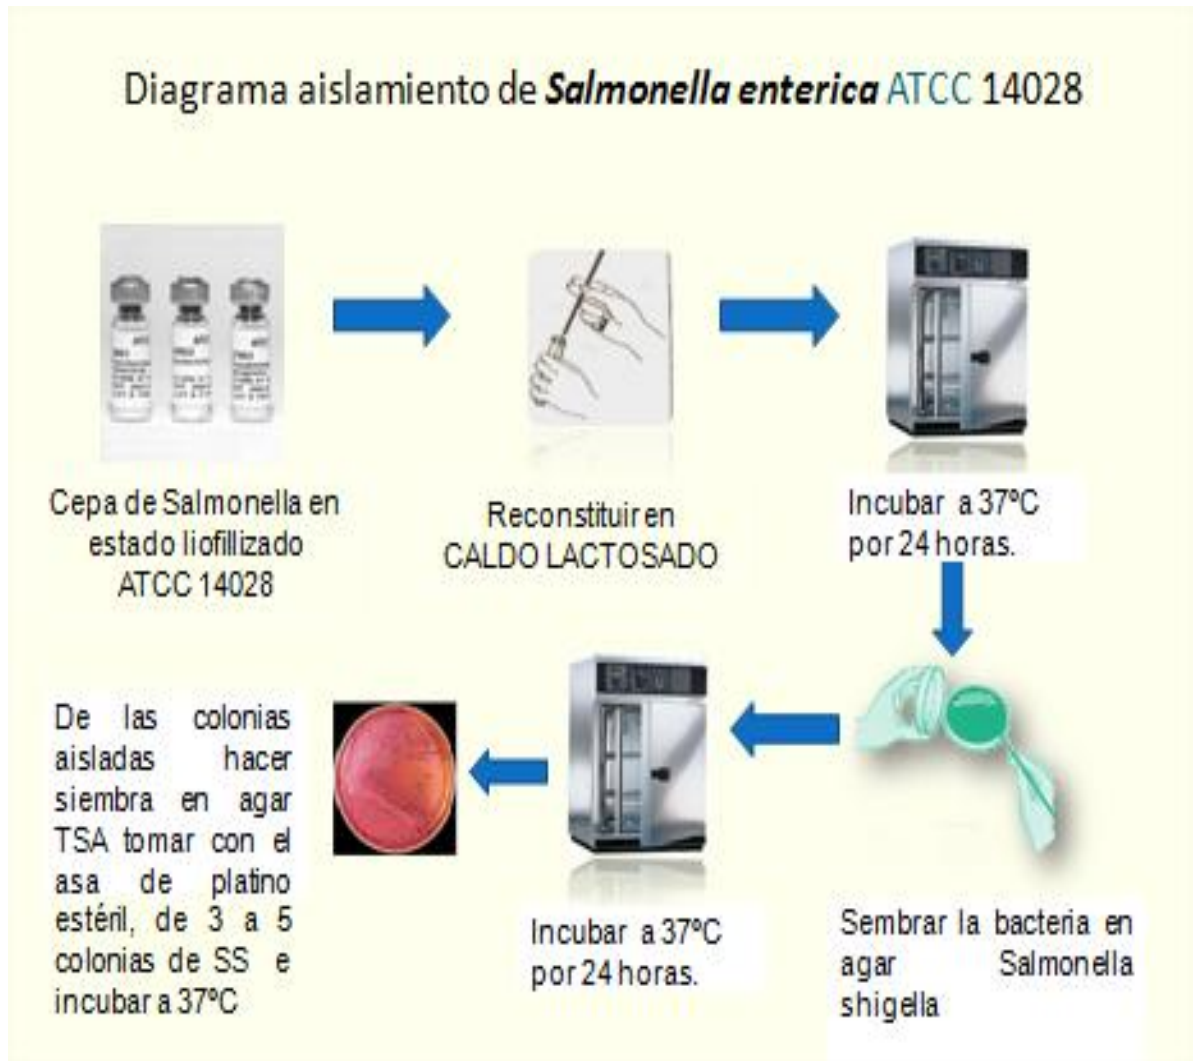 Diagrama aislamiento de Salmonella enterica ATCC 14028
Cepa de Salmonella en
estado liofillizado
ATCC 14028
Reconstituir en
CALDO LACTOSADO
Incubar a 37ºC
por 24 horas.
Sembrar la bacteria en
agar Salmonella
shigella
Incubar a 37ºC
por 24 horas.
De las colonias
aisladas hacer
siembra en agar
TSA tomar con el
asa de platino
estéril, de 3 a 5
colonias de SS e
incubar a 37ºC